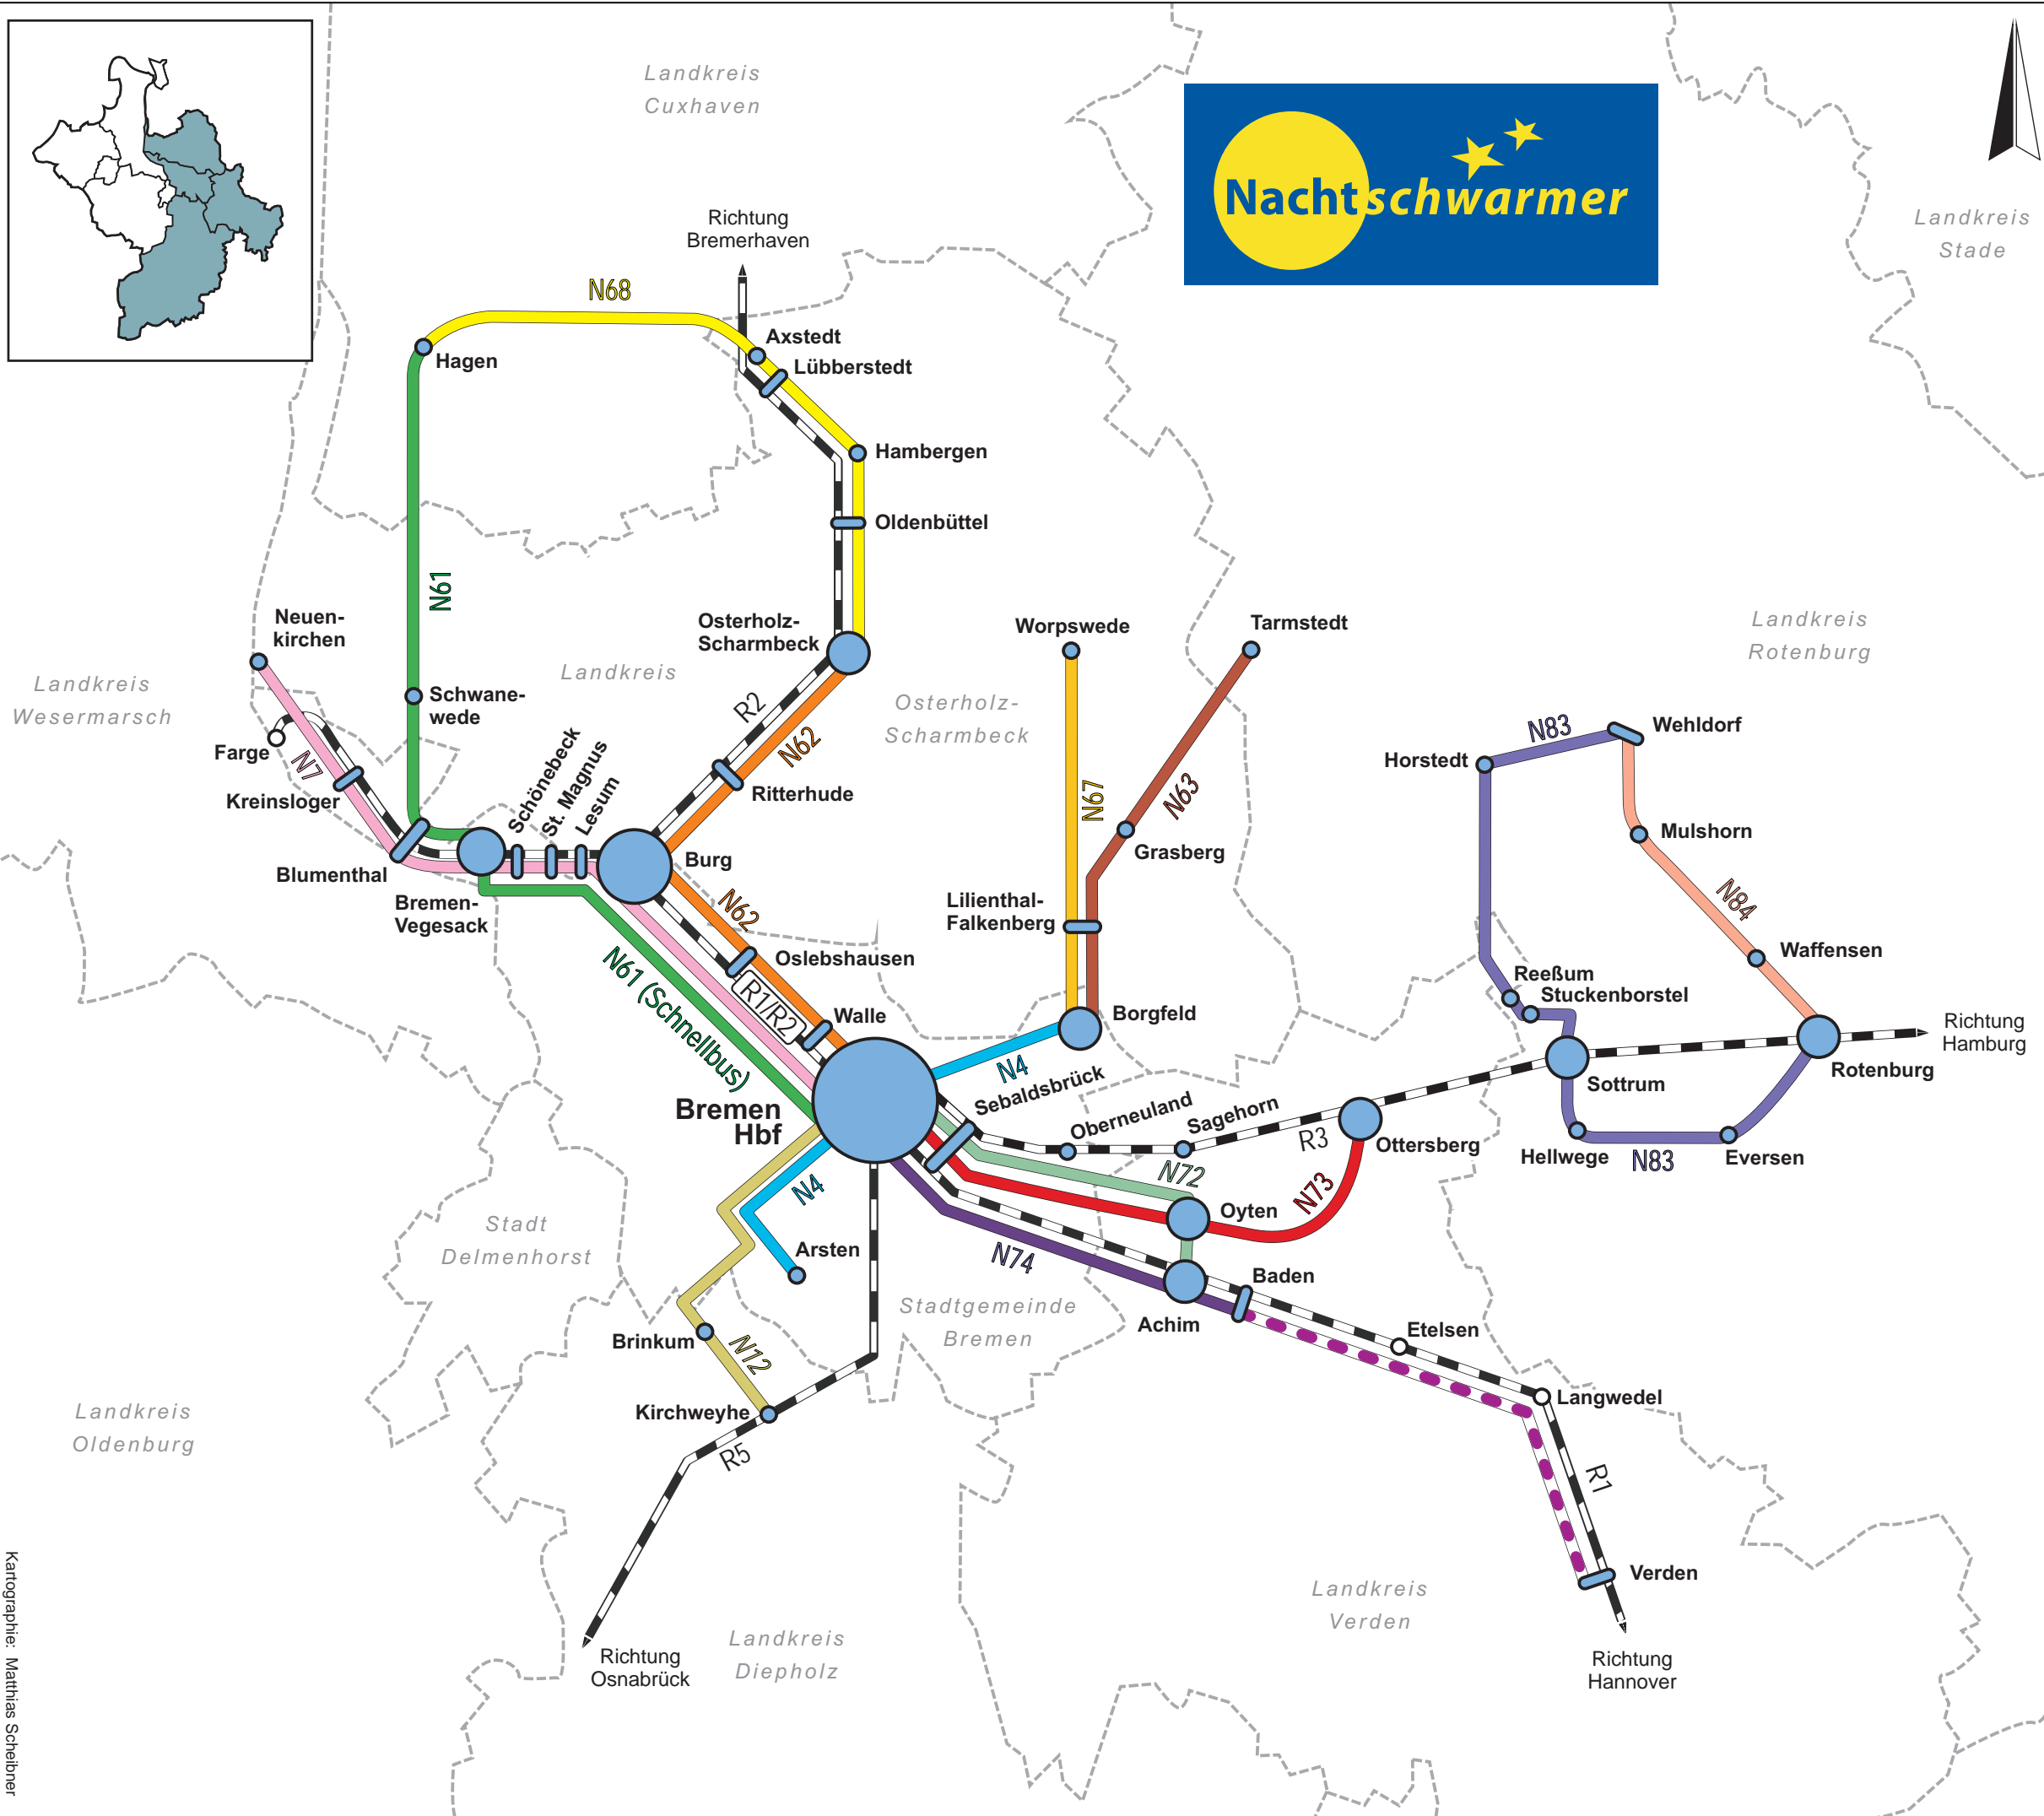 Landkreis
Cuxhaven
Nachtschwarmer
Landkreis
Stade
Richtung
Bremerhaven
N68
Axstedt
Hagen
Lübberstedt
Hambergen
Oldenbüttel
N61
Neuen-
kirchen
Osterholz-
Scharmbeck
Worpswede
Tarmstedt
Landkreis
Rotenburg
Landkreis
Wesermarsch
Schwane-
wede
Landkreis
Osterholz-
Scharmbeck
R2
N62
Farge
N7
Kreinsloger
Schönebeck
St. Magnus
Lesum
Ritterhude
N67
N63
N83
Wehldorf
Horstedt
Mulshorn
Grasberg
Burg
Blumenthal
Bremen-
Vegesack
N62
Lilienthal-
Falkenberg
N84
Waffensen
Oslebshausen
N61 (Schnellbus)
R1/R2
Walle
Reeßum
Stuckenborstel
Borgfeld
Richtung
Hamburg
N4
Sebaldsbrück
Rotenburg
Sottrum
Bremen
Hbf
Oberneuland
Sagehorn
R3
Ottersberg
Hellwege
N83
Eversen
N72
N73
N4
Oyten
Stadt
Delmenhorst
Arsten
N74
Baden
Stadtgemeinde
Bremen
Achim
Etelsen
Brinkum
N12
Langwedel
Landkreis
Oldenburg
Kirchweyhe
R5
R1
Verden
Landkreis
Verden
Landkreis
Diepholz
Richtung
Osnabrück
Richtung
Hannover
Kartographie: Matthias Scheibner